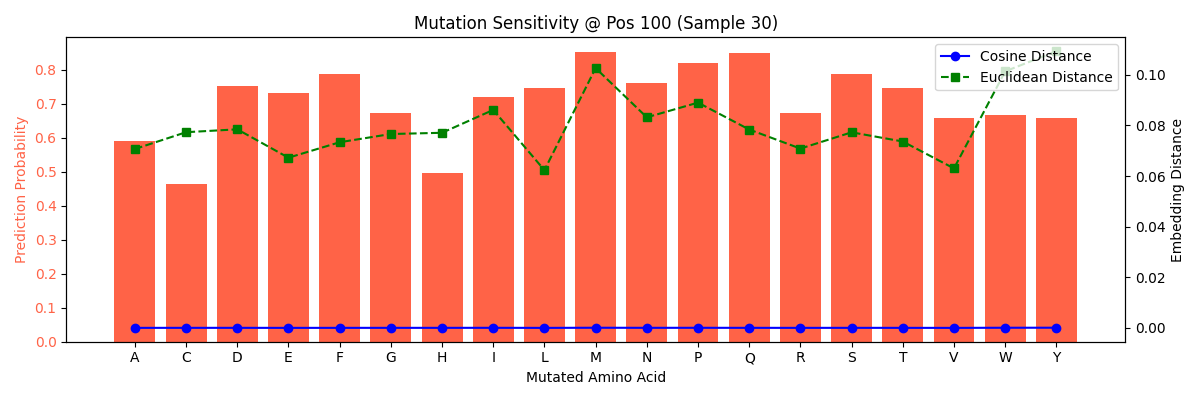 Mutation Sensitivity @ Pos 100 (Sample 30)
Prediction Probability
0.8
0.7
0.6
0.5
0.4
0.3
0.2
0.1
0.0
Cosine Distance
Euclidean Distance
0.10
0.08
0.06
0.04
0.02
0.00
Embedding Distance
A C D E F G H I L M N P Q R S T V W Y
Mutated Amino Acid